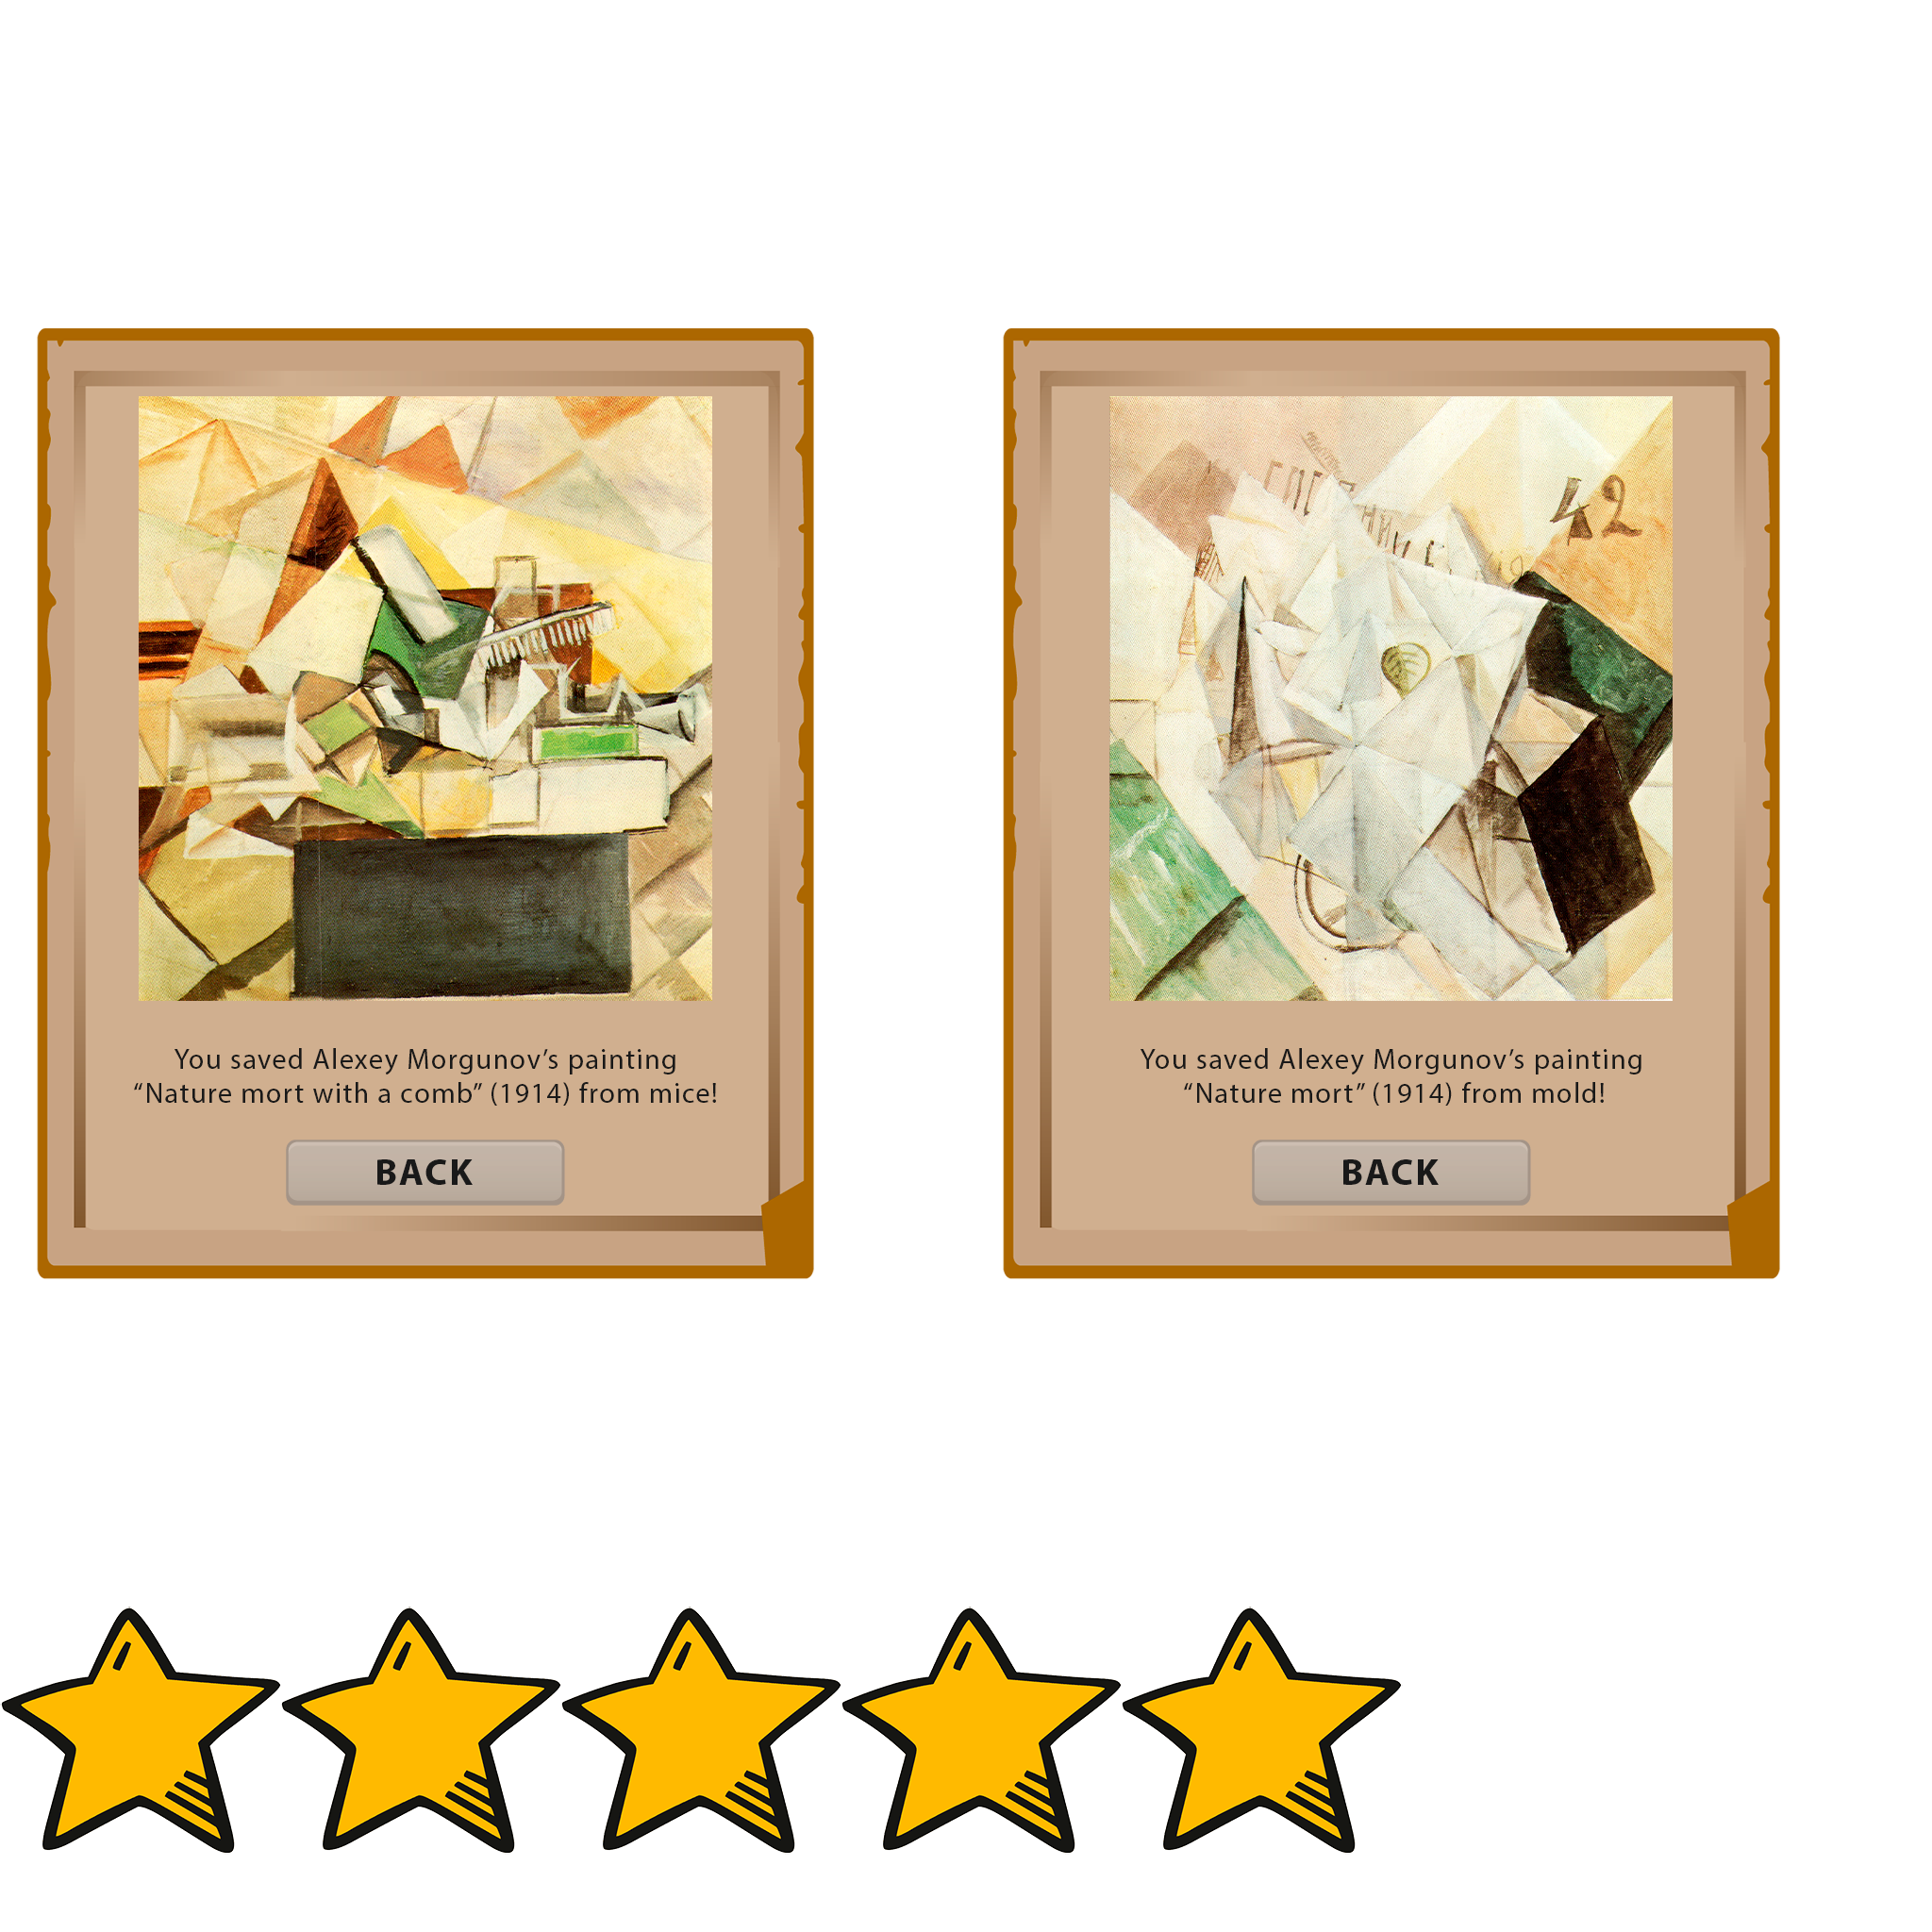 42
You saved Alexey Morgunov’s painting
“Nature mort with a comb” (1914) from mice!
BACK
You saved Alexey Morgunov’s painting
“Nature mort” (1914) from mold!
BACK